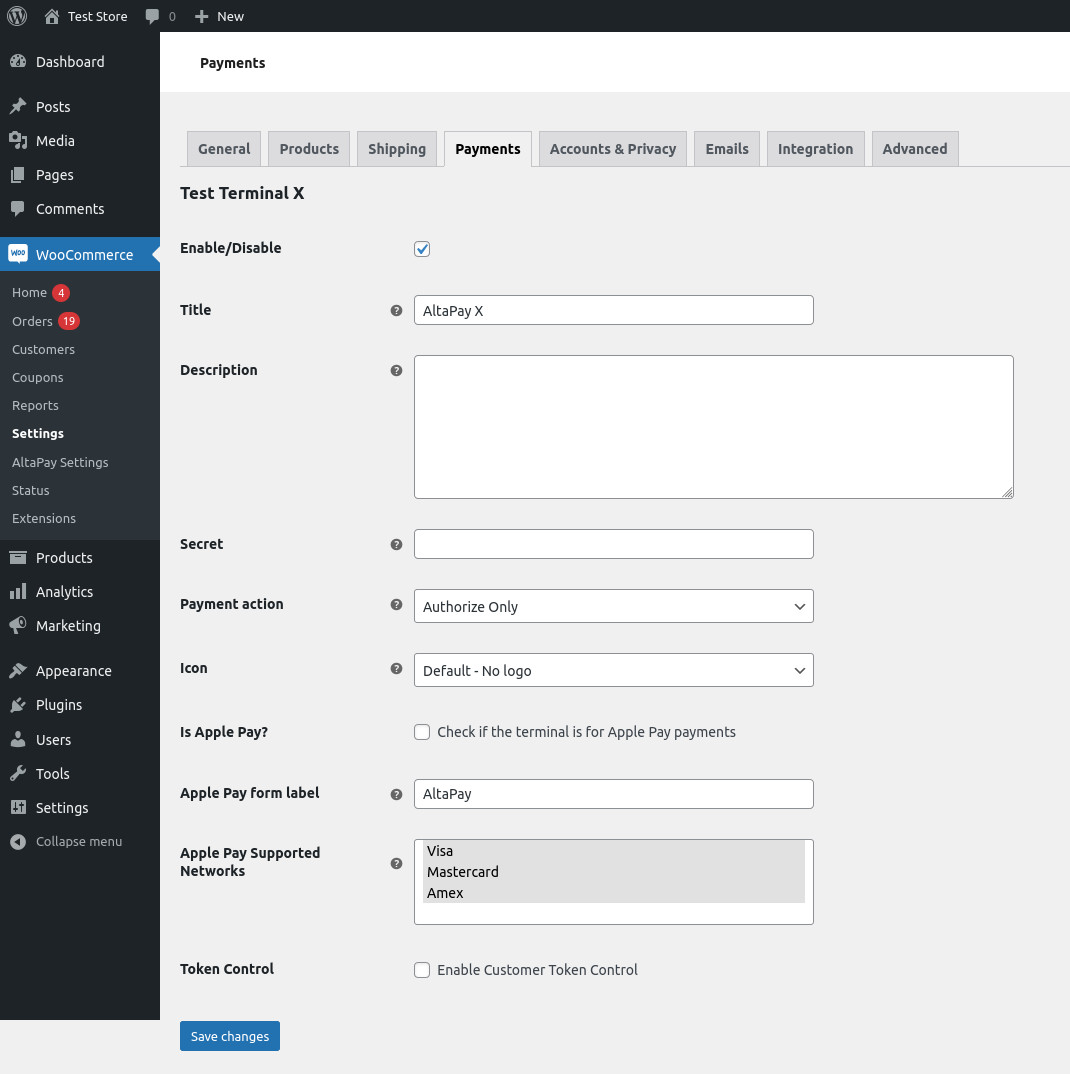 Test Store 0 New
Dashboard
Posts
Media
Pages
Comments
WooCommerce
Home 4
Orders 19
Customers
Coupons
Reports
Settings
AltaPay Settings
Status
Extensions
Products
Analytics
Marketing
Appearance
Plugins
Users
Tools
Settings
Collapse menu
Payments
General Products Shipping Payments Accounts & Privacy Emails Integration Advanced
Test Terminal X
Enable/Disable
Title ? AltaPay X
Description ?
Secret ?
Payment action ? Authorize Only
Icon ? Default - No logo
Is Apple Pay? Check if the terminal is for Apple Pay payments
Apple Pay form label ? AltaPay
Apple Pay Supported
Networks ?
Visa
Mastercard
Amex
Token Control Enable Customer Token Control
Save changes